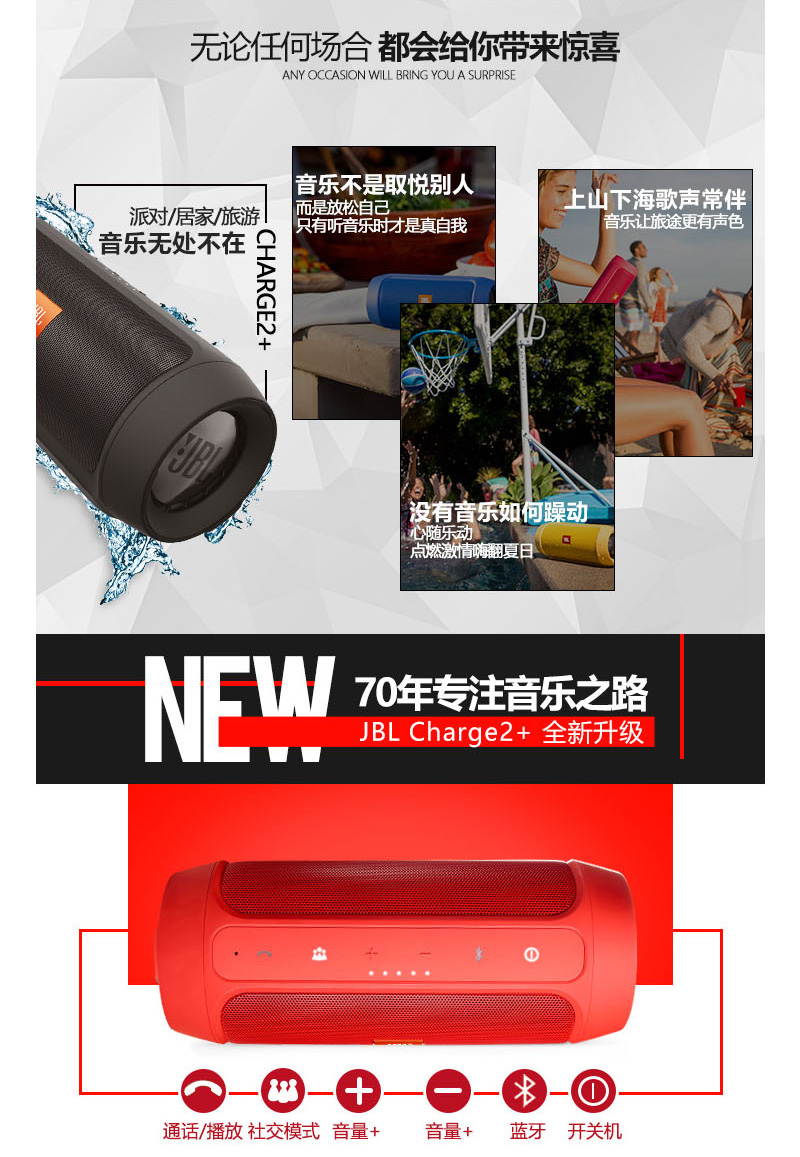 无论任何场合 都会给你带来惊喜
ANY OCCASION WILL BRING YOU A SURPRISE
派对/居家/旅游
音乐无处不在
CHARGE2+
JBL
音乐不是取悦别人
而是放松自己
只有听音乐时才是真自我
上山下海歌声常伴
音乐让旅途更有声色
没有音乐如何躁动
心随乐动
点燃激情嗨翻夏日
JBL
NEW
70年专注音乐之路
JBL Charge2+ 全新升级
通话/播放 社交模式 音量+ 音量+ 蓝牙 开关机